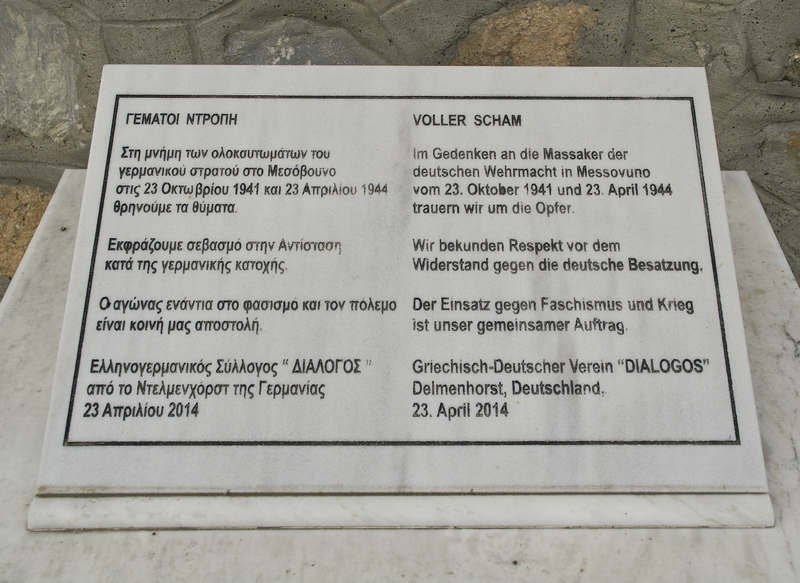 ΓΕΜΑΤΟΙ ΝΤΡΟΠΗ
Στη μνήμη των ολοκαυτωμάτων του
γερμανικού στρατού στο Μεσόβουνο
στις 23 Οκτωβρίου 1941 και 23 Απριλίου 1944
θρηνούμε τα θύματα.
Εκφράζουμε σεβασμό στην Αντίσταση
κατά της γερμανικής κατοχής.
Ο αγώνας ενάντια στο φασισμό και τον πόλεμο
είναι κοινή μας αποστολή.
Ελληνογερμανικός Σύλλογος “ ΔΙΑΛΟΓΟΣ ”
από το Ντελμενχόρστ της Γερμανίας
23 Απριλίου 2014
VOLLER SCHAM
Im Gedenken an die Massaker der
deutschen Wehrmacht in Messovuno
vom 23. Oktober 1941 und 23. April 1944
trauern wir um die Opfer.
Wir bekunden Respekt vor dem
Widerstand gegen die deutsche Besatzung.
Der Einsatz gegen Faschismus und Krieg
ist unser gemeinsamer Auftrag.
Griechisch-Deutscher Verein “DIALOGOS”
Delmenhorst, Deutschland.
23. April 2014